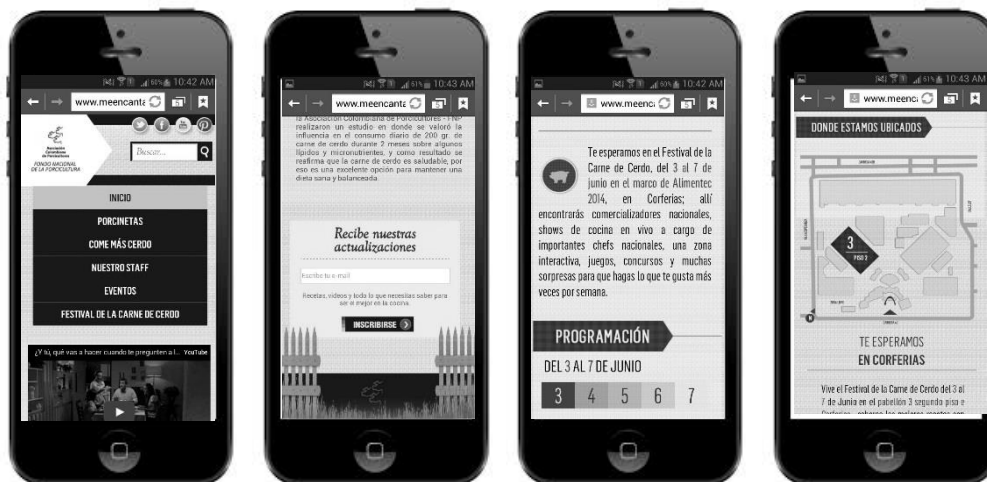 10:42 AM
www.meencanta
Asociación
Colombiana
de Porcicultores
FONDO NACIONAL
DE LA PORCICULTURA
Buscar...
INICIO
PORCINETAS
COME MÁS CERDO
NUESTRO STAFF
EVENTOS
FESTIVAL DE LA CARNE DE CERDO
¿Y tú, qué vas a hacer cuando te pregunten a l... YouTube
61% 10:43 AM
www.meencanta
la Asociación Colombiana de Porcicultores - FNP
realizaron un estudio en donde se valoró la
influencia en el consumo diario de 200 gr. de
carne de cerdo durante 2 meses sobre algunos
lípidos y micronutrientes, y como resultado se
reafirma que la carne de cerdo es saludable, por
eso es una excelente opción para mantener una
dieta sana y balanceada.
Recibe nuestras
actualizaciones
Escribe tu e-mail
Recetas, videos y todo lo que necesitas saber para
ser el mejor en la cocina.
INSCRIBIRSE
10:42 AM
www.meenc
Te esperamos en el Festival de la
Carne de Cerdo, del 3 al 7 de
junio en el marco de Alimentec
2014, en Corferias; allí
encontrarás comercializadores nacionales,
shows de cocina en vivo a cargo de
importantes chefs nacionales, una zona
interactiva, juegos, concursos y muchas
sorpresas para que hagas lo que te gusta más
veces por semana.
PROGRAMACIÓN
DEL 3 AL 7 DE JUNIO
3 4 5 6 7
61% 10:43 AM
www.meenc
DONDE ESTAMOS UBICADOS
3
PISO 2
TE ESPERAMOS
EN CORFERIAS
Vive el Festival de la Carne de Cerdo del 3 al
7 de Junio en el pabellón 3 segundo piso e